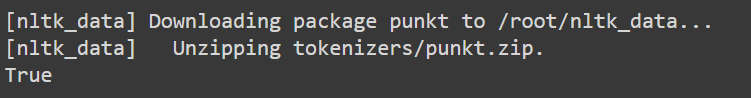 [nltk_data] Downloading package punkt to /root/nltk_data...
[nltk_data]   Unzipping tokenizers/punkt.zip.
True